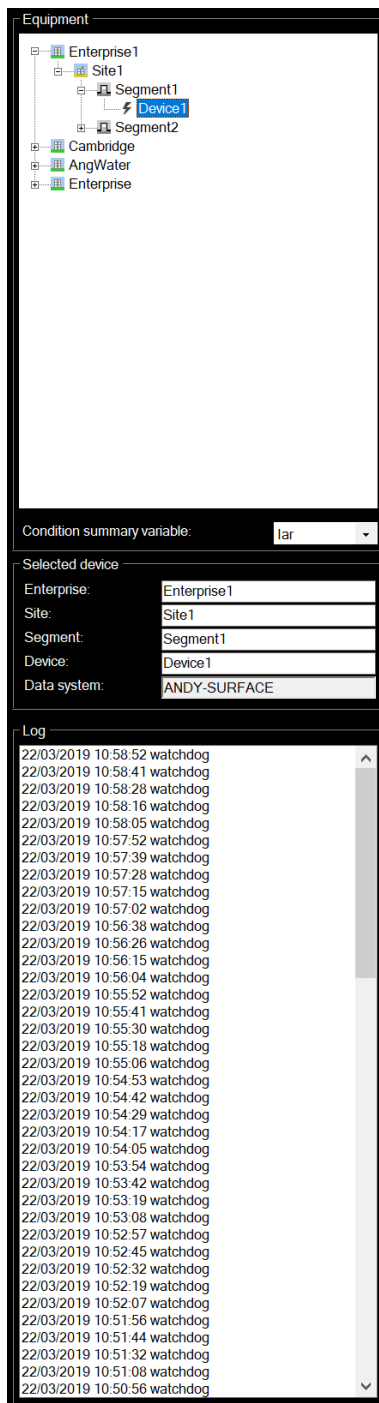 Equipment
Enterprise1
Site1
Segment1
Device1
Segment2
Cambridge
AngWater
Enterprise
Condition summary variable: Iar
Selected device
Enterprise: Enterprise1
Site: Site1
Segment: Segment1
Device: Device1
Data system: ANDY-SURFACE
Log
22/03/2019 10:58:52 watchdog
22/03/2019 10:58:41 watchdog
22/03/2019 10:58:28 watchdog
22/03/2019 10:58:16 watchdog
22/03/2019 10:58:05 watchdog
22/03/2019 10:57:52 watchdog
22/03/2019 10:57:39 watchdog
22/03/2019 10:57:28 watchdog
22/03/2019 10:57:15 watchdog
22/03/2019 10:57:02 watchdog
22/03/2019 10:56:38 watchdog
22/03/2019 10:56:26 watchdog
22/03/2019 10:56:15 watchdog
22/03/2019 10:56:04 watchdog
22/03/2019 10:55:52 watchdog
22/03/2019 10:55:41 watchdog
22/03/2019 10:55:30 watchdog
22/03/2019 10:55:18 watchdog
22/03/2019 10:55:06 watchdog
22/03/2019 10:54:53 watchdog
22/03/2019 10:54:42 watchdog
22/03/2019 10:54:29 watchdog
22/03/2019 10:54:17 watchdog
22/03/2019 10:54:05 watchdog
22/03/2019 10:53:54 watchdog
22/03/2019 10:53:42 watchdog
22/03/2019 10:53:19 watchdog
22/03/2019 10:53:08 watchdog
22/03/2019 10:52:57 watchdog
22/03/2019 10:52:45 watchdog
22/03/2019 10:52:32 watchdog
22/03/2019 10:52:19 watchdog
22/03/2019 10:52:07 watchdog
22/03/2019 10:51:56 watchdog
22/03/2019 10:51:44 watchdog
22/03/2019 10:51:32 watchdog
22/03/2019 10:51:08 watchdog
22/03/2019 10:50:56 watchdog